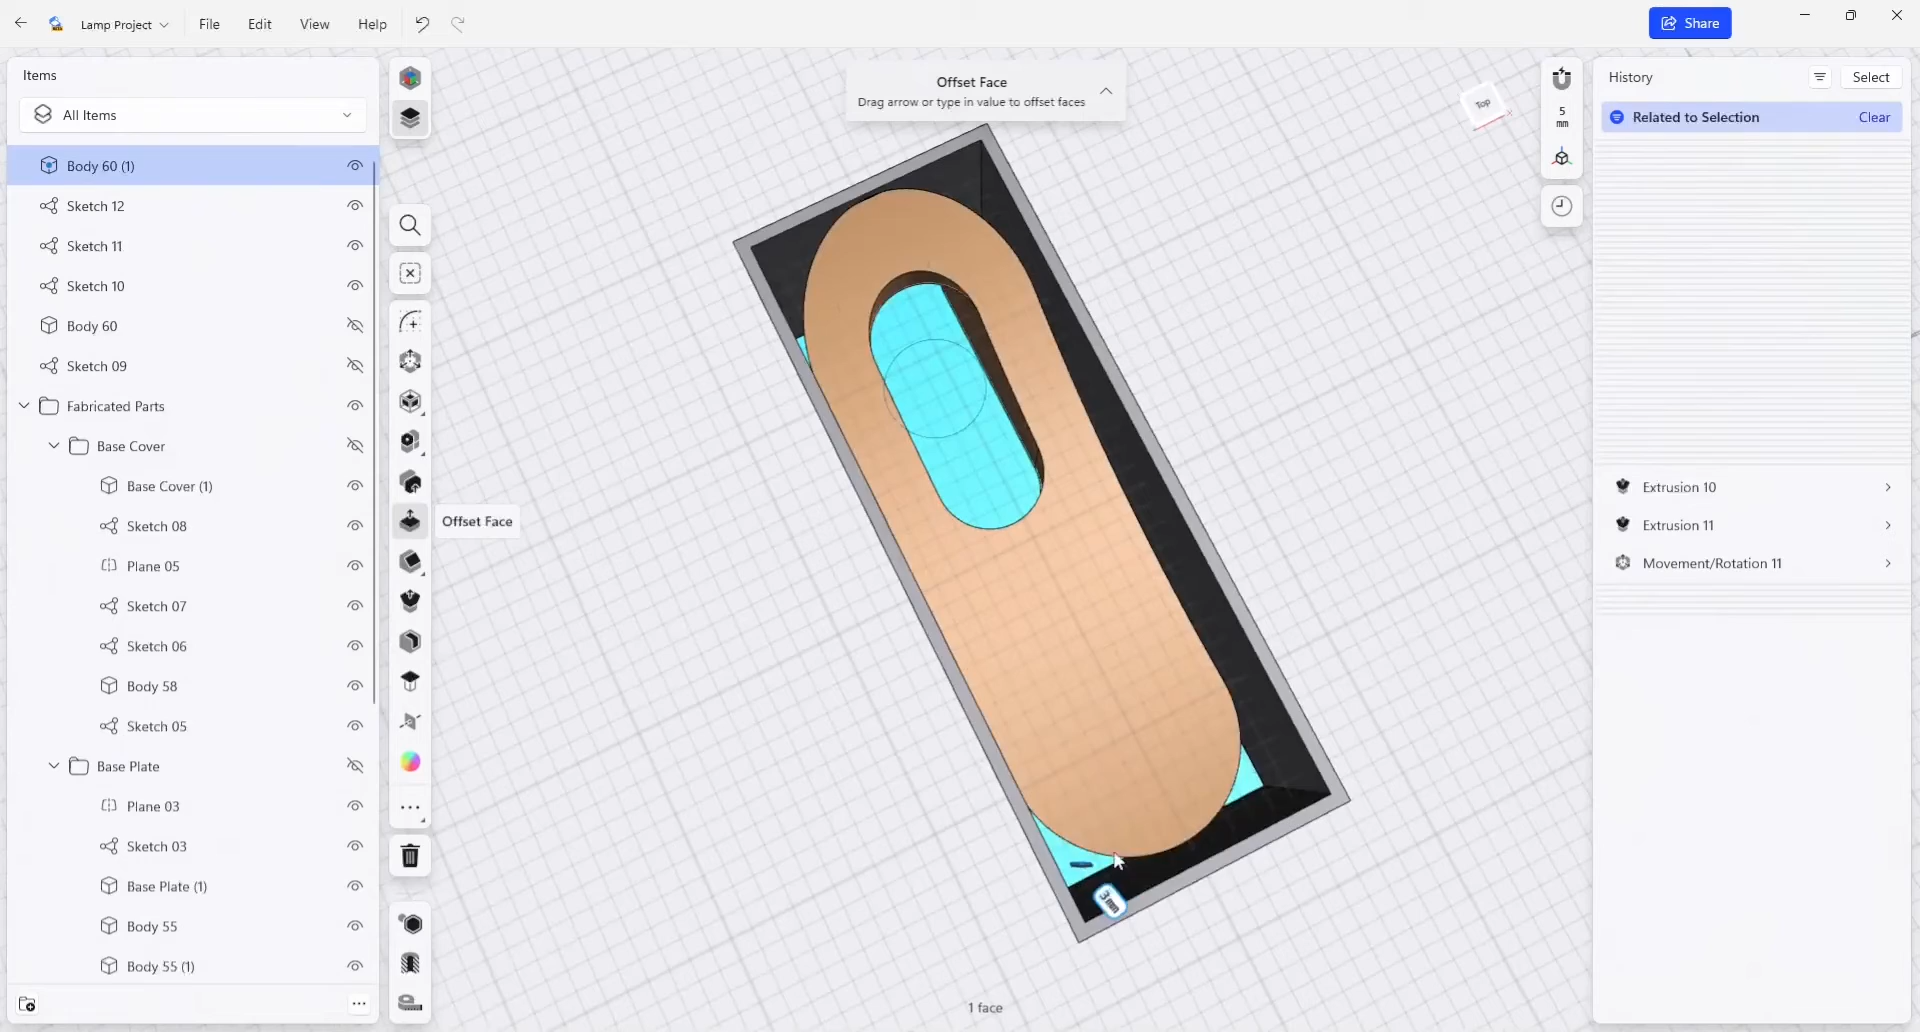 Lamp Project
File
Edit
View
Help
Share
Items
All Items
Body 60 (1)
Sketch 12
Sketch 11
Sketch 10
Body 60
Sketch 09
Fabricated Parts
Base Cover
Base Cover (1)
Sketch 08
Plane 05
Sketch 07
Sketch 06
Body 58
Sketch 05
Base Plate
Plane 03
Sketch 03
Base Plate (1)
Body 55
Body 55 (1)
Offset Face
Offset Face
Drag arrow or type in value to offset faces
Top
3 mm
1 face
5
mm
History
Select
Related to Selection
Clear
Extrusion 10
Extrusion 11
Movement/Rotation 11